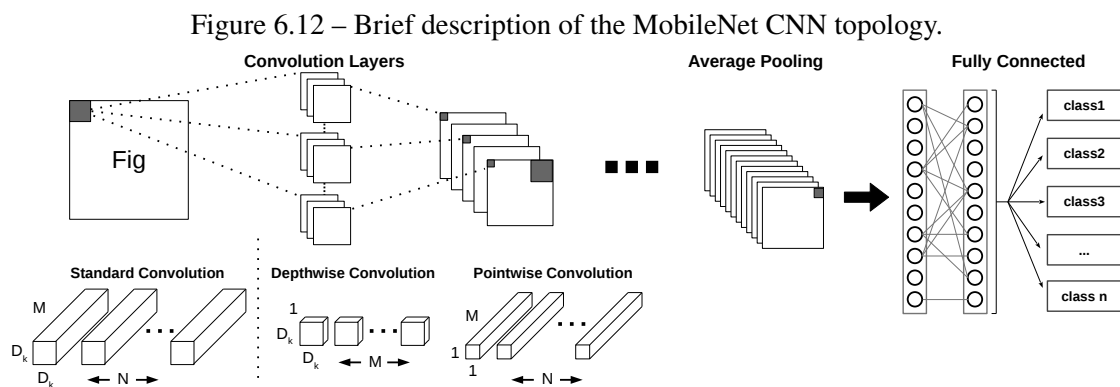 Figure 6.12 – Brief description of the MobileNet CNN topology.
Convolution Layers
Average Pooling
Fully Connected
Fig
class1
class2
class3
...
class n
Standard Convolution
M
Dk
Dk
N
Depthwise Convolution
1
Dk
Dk
M
Pointwise Convolution
M
1
1
N